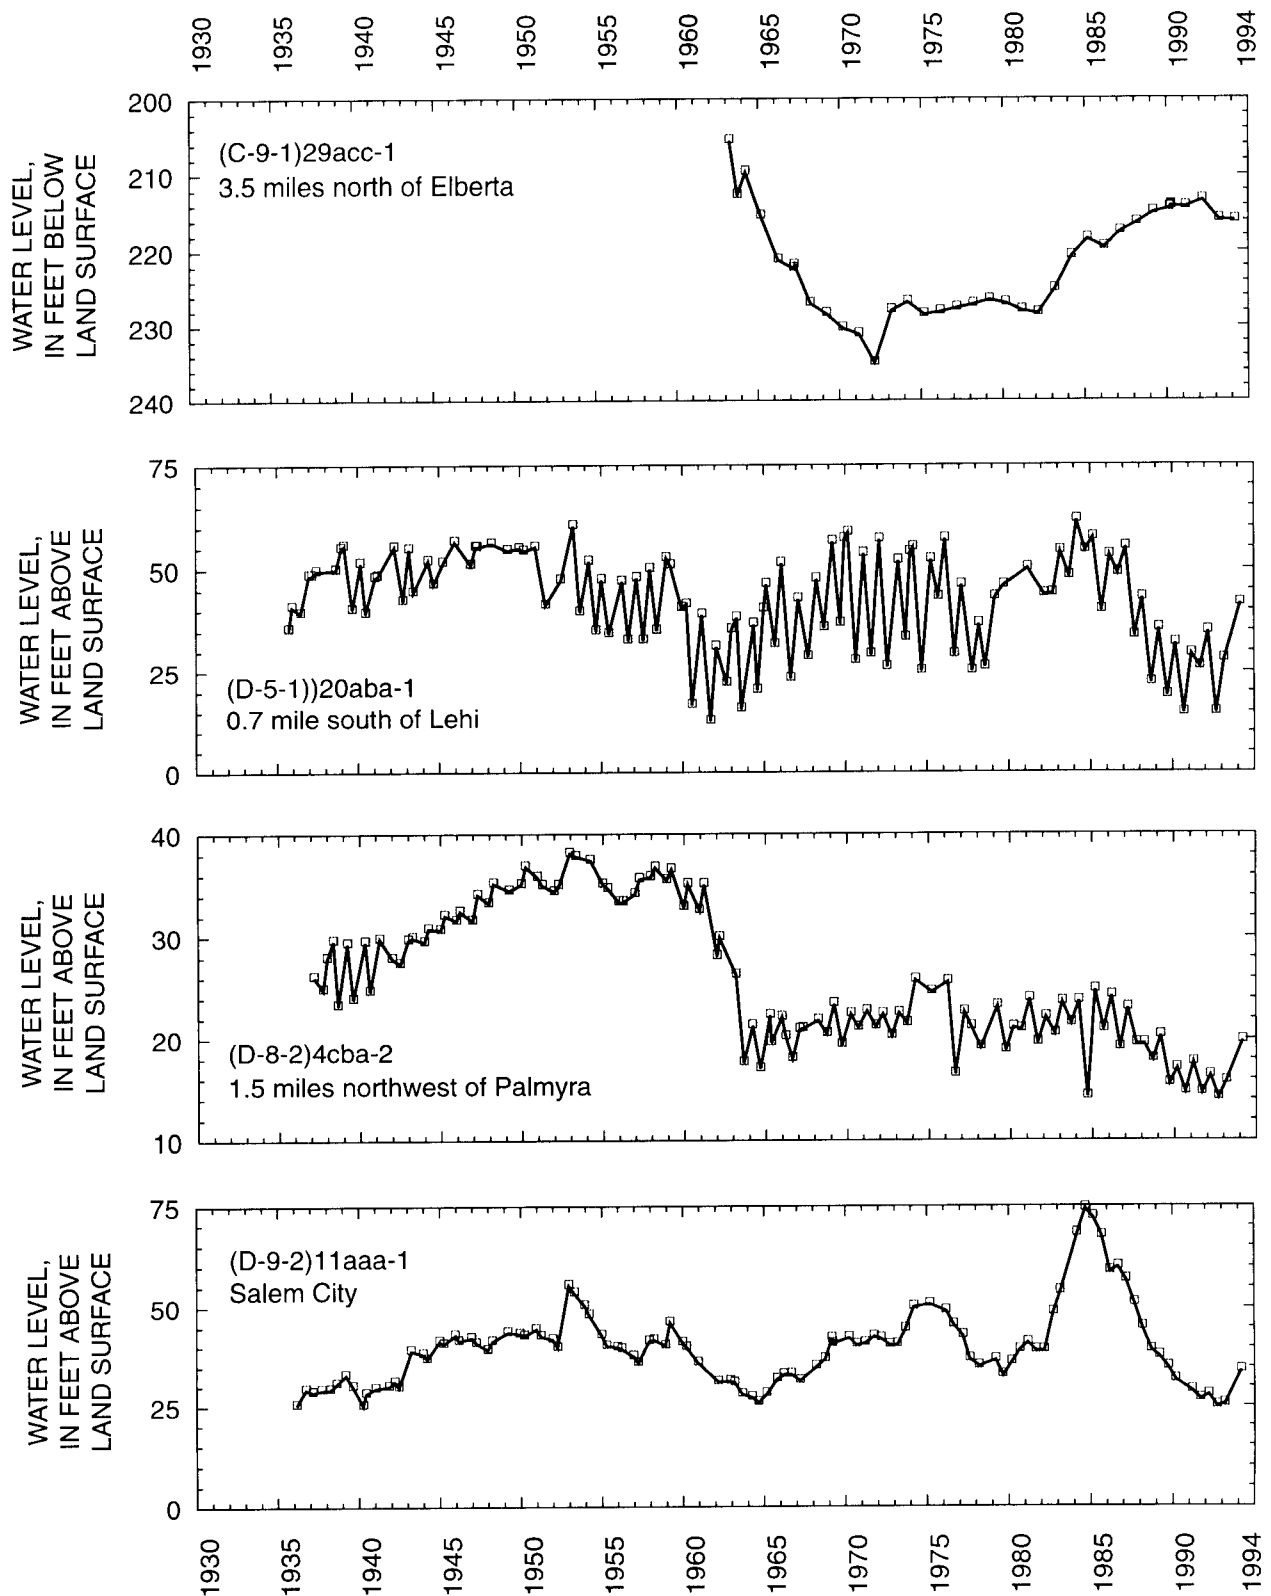 1930 1935 1940 1945 1950 1955 1960 1965 1970 1975 1980 1985 1990 1994
WATER LEVEL,
IN FEET BELOW
LAND SURFACE
200
210
220
230
240
(C-9-1)29acc-1
3.5 miles north of Elberta
WATER LEVEL,
IN FEET ABOVE
LAND SURFACE
75
50
25
0
(D-5-1))20aba-1
0.7 mile south of Lehi
WATER LEVEL,
IN FEET ABOVE
LAND SURFACE
40
30
20
10
(D-8-2)4cba-2
1.5 miles northwest of Palmyra
WATER LEVEL,
IN FEET ABOVE
LAND SURFACE
75
50
25
0
(D-9-2)11aaa-1
Salem City
1930 1935 1940 1945 1950 1955 1960 1965 1970 1975 1980 1985 1990 1994